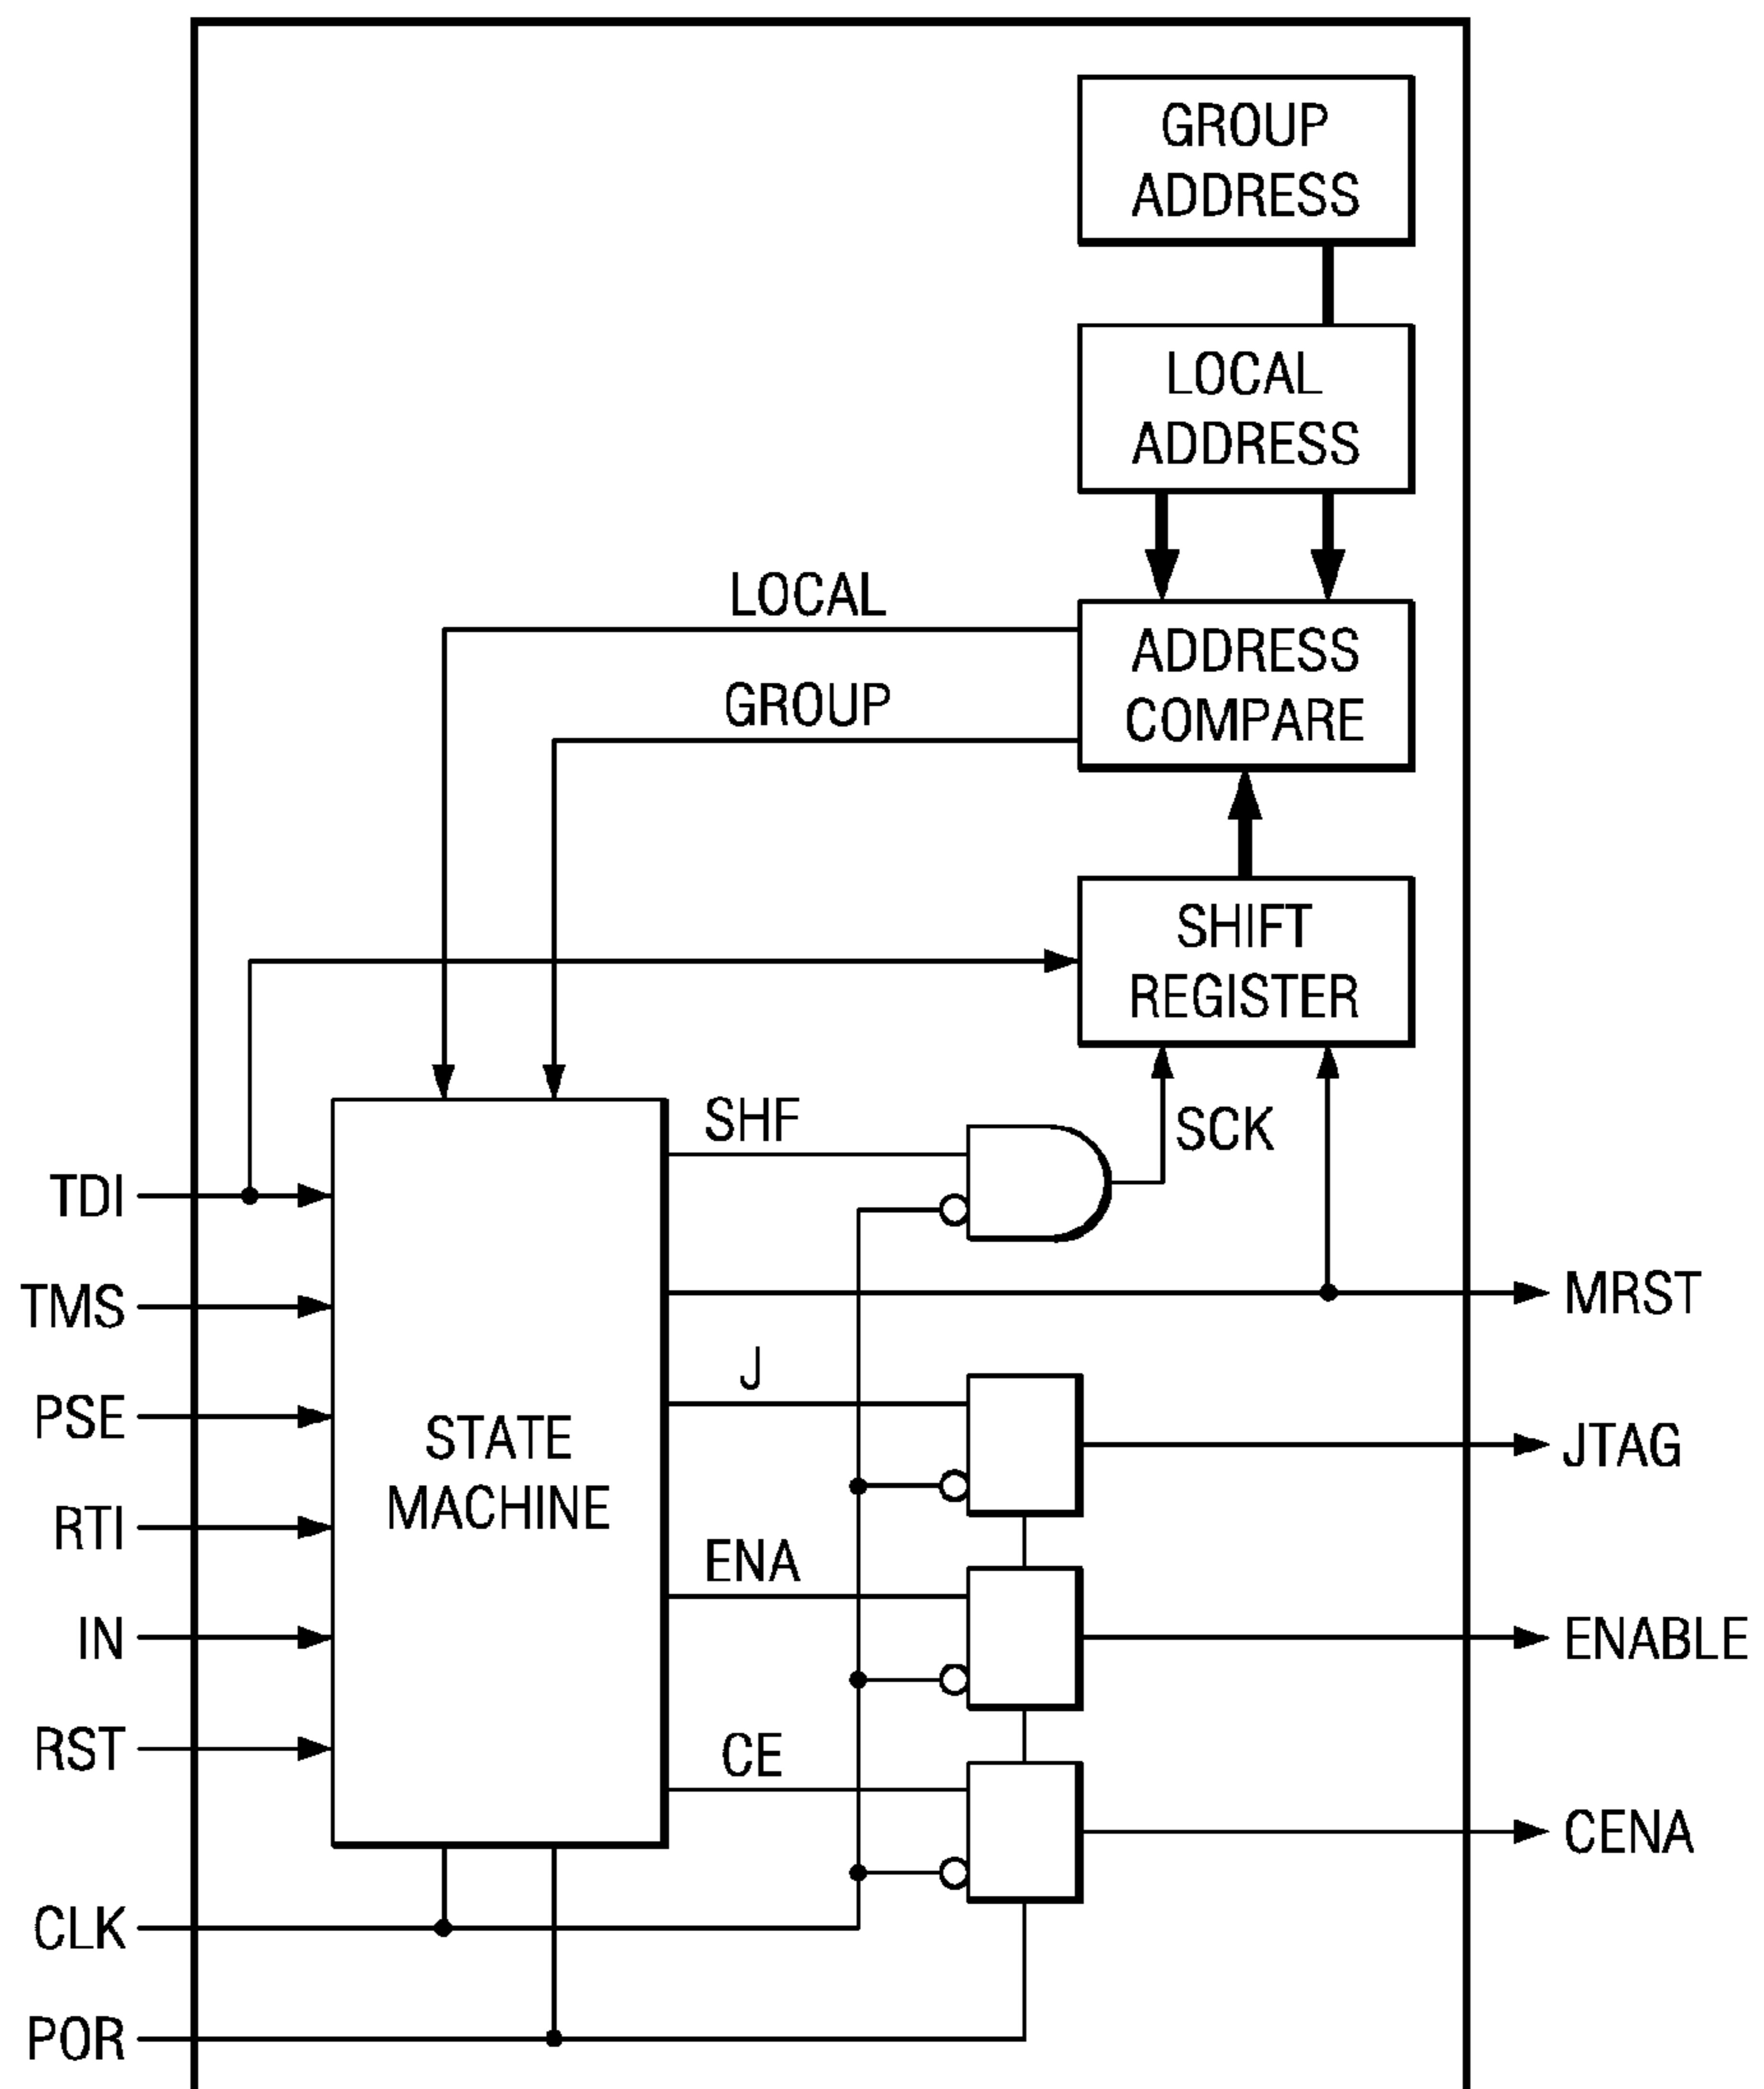 GROUP
ADDRESS
LOCAL
ADDRESS
LOCAL
ADDRESS
COMPARE
GROUP
SHIFT
REGISTER
SHF
SCK
TDI
TMS
MRST
J
PSE
STATE
MACHINE
JTAG
RTI
ENA
IN
ENABLE
RST
CE
CENA
CLK
POR